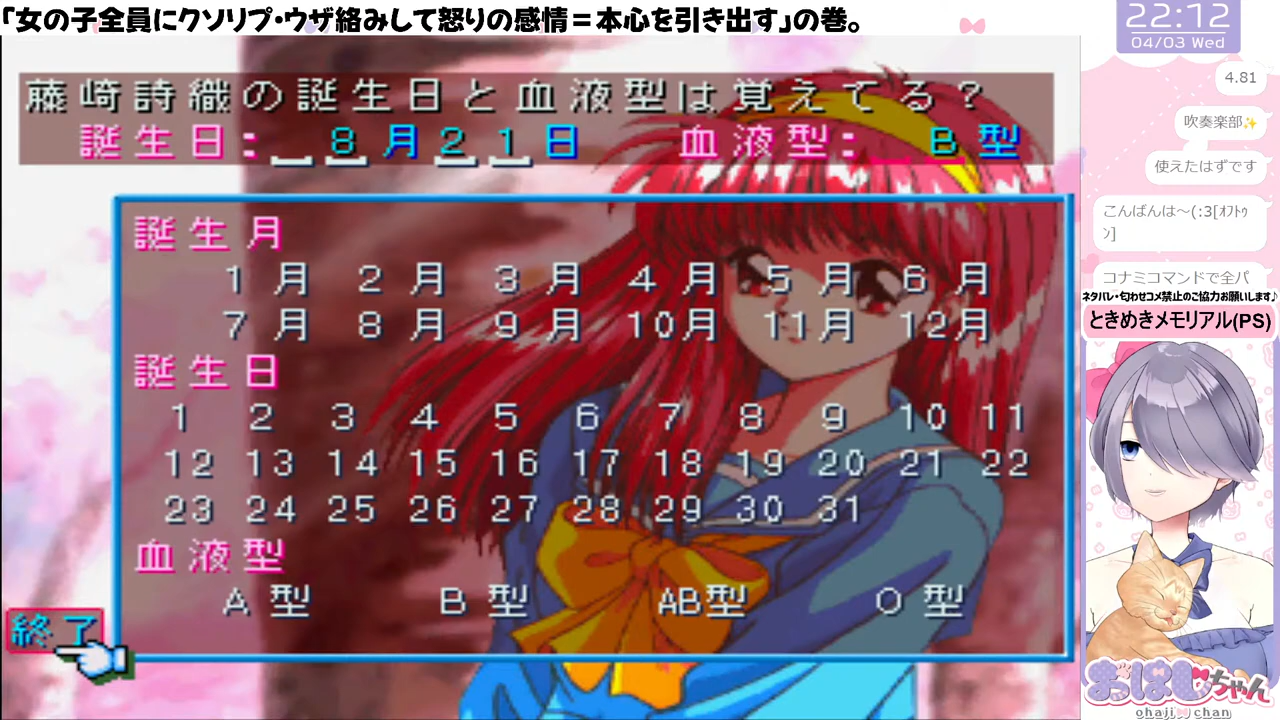 「女の子全員にクソリプ・ウザ絡みして怒りの感情＝本心を引き出す」の巻。
22:12
04/03 Wed
藤崎詩織の誕生日と血液型は覚えてる？
誕生日： 8月21日 血液型： B型
誕生月
1月 2月 3月 4月 5月 6月
7月 8月 9月 10月 11月 12月
誕生日
1 2 3 4 5 6 7 8 9 10 11
12 13 14 15 16 17 18 19 20 21 22
23 24 25 26 27 28 29 30 31
血液型
A型 B型 AB型 O型
終了
4.81
吹奏楽部✨
使えたはずです
こんばんは～(:3[ｵﾌﾄｩ
ﾝ]
コナミコマンドで全パ
ネタバレ・匂わせコメ禁止のご協力お願いします♪
ときめきメモリアル(PS)
おはじちゃん
ohaji chan